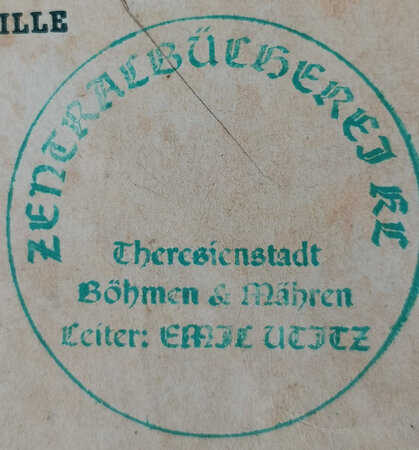 ILLE
ZENTRALBÜCHEREI KL
Theresienstadt
Böhmen & Mähren
Leiter: EMIL UTITZ